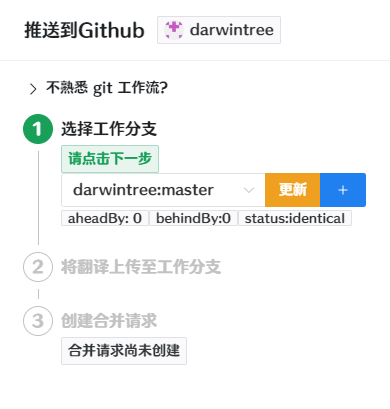 推送到Github darwintree
不熟悉 git 工作流?
1 选择工作分支
请点击下一步
darwintree:master 更新 +
aheadBy: 0 behindBy:0 status:identical
2 将翻译上传至工作分支
3 创建合并请求
合并请求尚未创建